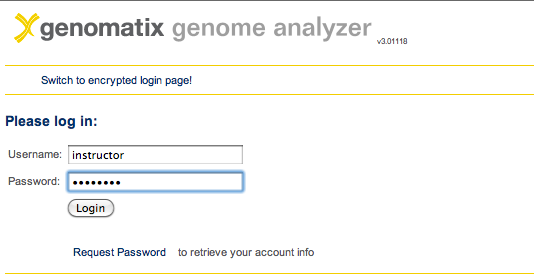 genomatix genome analyzer v3.01118
Switch to encrypted login page!
Please log in:
Username: instructor
Password: ••••••••
Login
Request Password to retrieve your account info